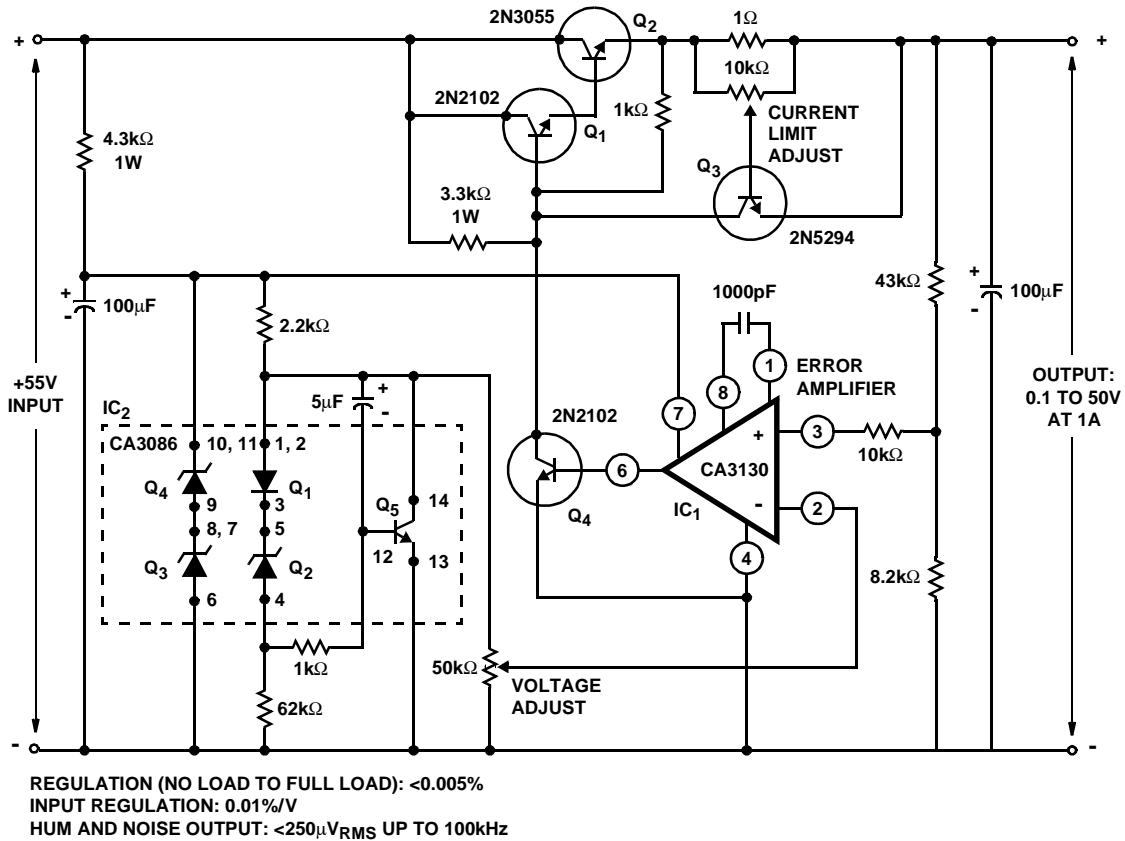 2N3055
Q2
1Ω
+
+
10kΩ
2N2102
Q1
1kΩ
CURRENT
LIMIT
ADJUST
4.3kΩ
1W
Q3
3.3kΩ
1W
2N5294
+
-
100μF
2.2kΩ
1000pF
43kΩ
+
-
100μF
+55V
INPUT
5μF
+
-
8
1
ERROR
AMPLIFIER
OUTPUT:
0.1 TO 50V
AT 1A
IC2
CA3086
10, 11
1, 2
2N2102
7
+
3
10kΩ
Q4
Q1
6
CA3130
9
3
Q5
14
Q4
IC1
-
2
8, 7
5
12
13
4
Q3
Q2
8.2kΩ
6
4
1kΩ
50kΩ
VOLTAGE
ADJUST
62kΩ
-
-
REGULATION (NO LOAD TO FULL LOAD): <0.005%
INPUT REGULATION: 0.01%/V
HUM AND NOISE OUTPUT: <250μVRMS UP TO 100kHz